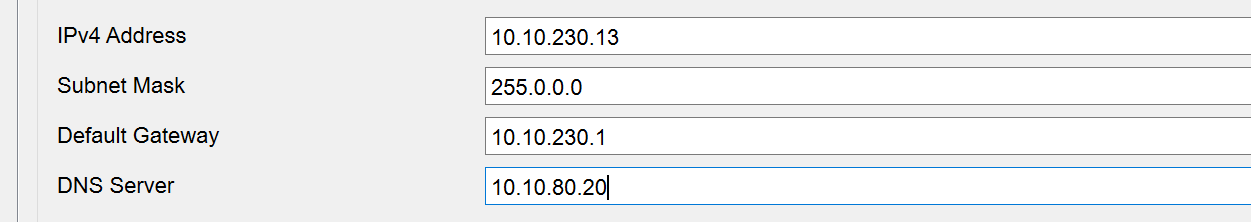 IPv4 Address 10.10.230.13
Subnet Mask 255.0.0.0
Default Gateway 10.10.230.1
DNS Server 10.10.80.20